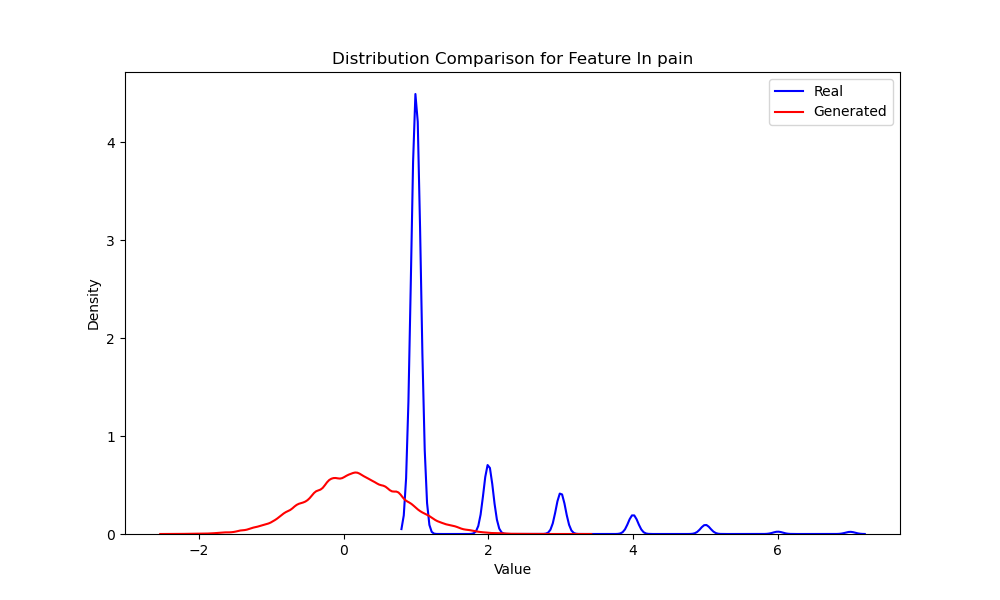 Distribution Comparison for Feature In pain
Real
Generated
4
3
2
1
0
Density
−2
0
2
4
6
Value